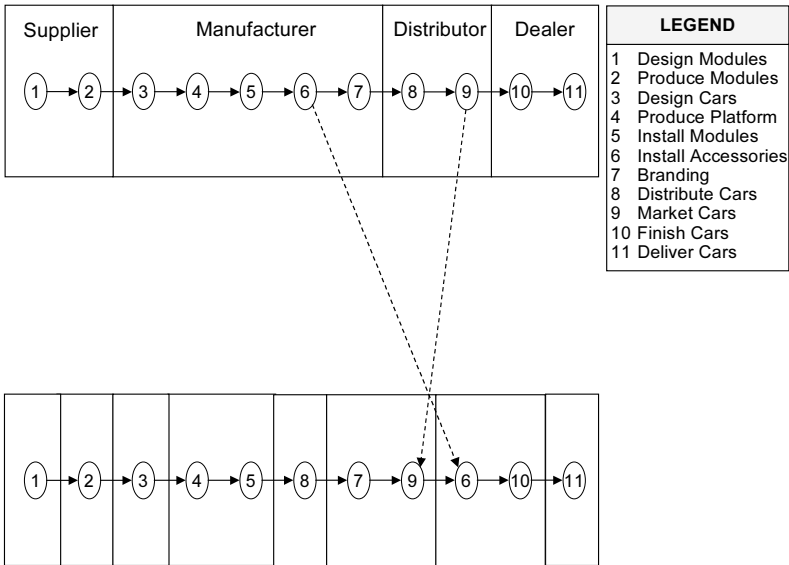 Supplier Manufacturer Distributor Dealer
1 2 3 4 5 6 7 8 9 10 11
LEGEND
1 Design Modules
2 Produce Modules
3 Design Cars
4 Produce Platform
5 Install Modules
6 Install Accessories
7 Branding
8 Distribute Cars
9 Market Cars
10 Finish Cars
11 Deliver Cars
1 2 3 4 5 8 7 9 6 10 11